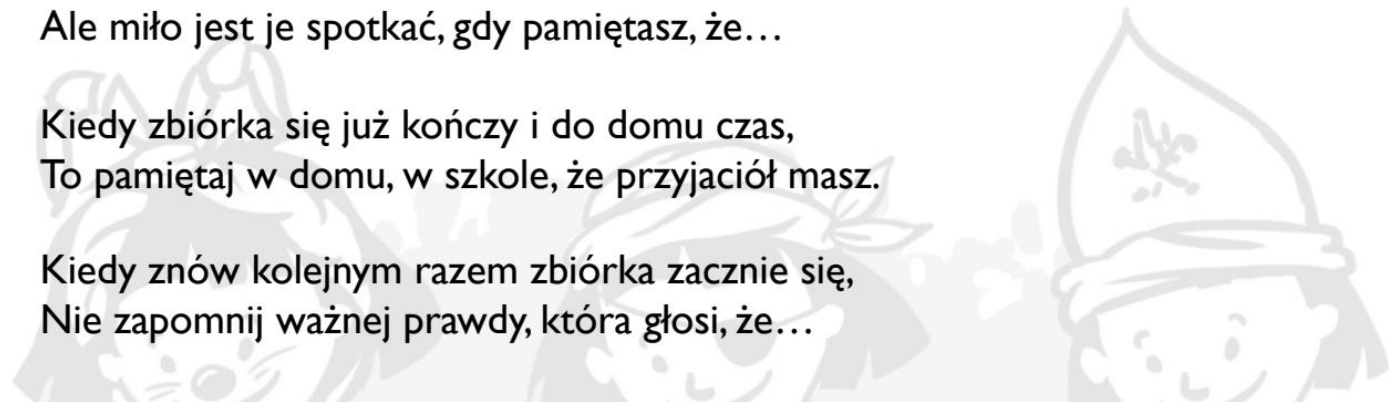 Ale miło jest je spotkać, gdy pamiętasz, że…
Kiedy zbiórka się już kończy i do domu czas,
To pamiętaj w domu, w szkole, że przyjaciół masz.
Kiedy znów kolejnym razem zbiórka zacznie się,
Nie zapomnij ważnej prawdy, która głosi, że…